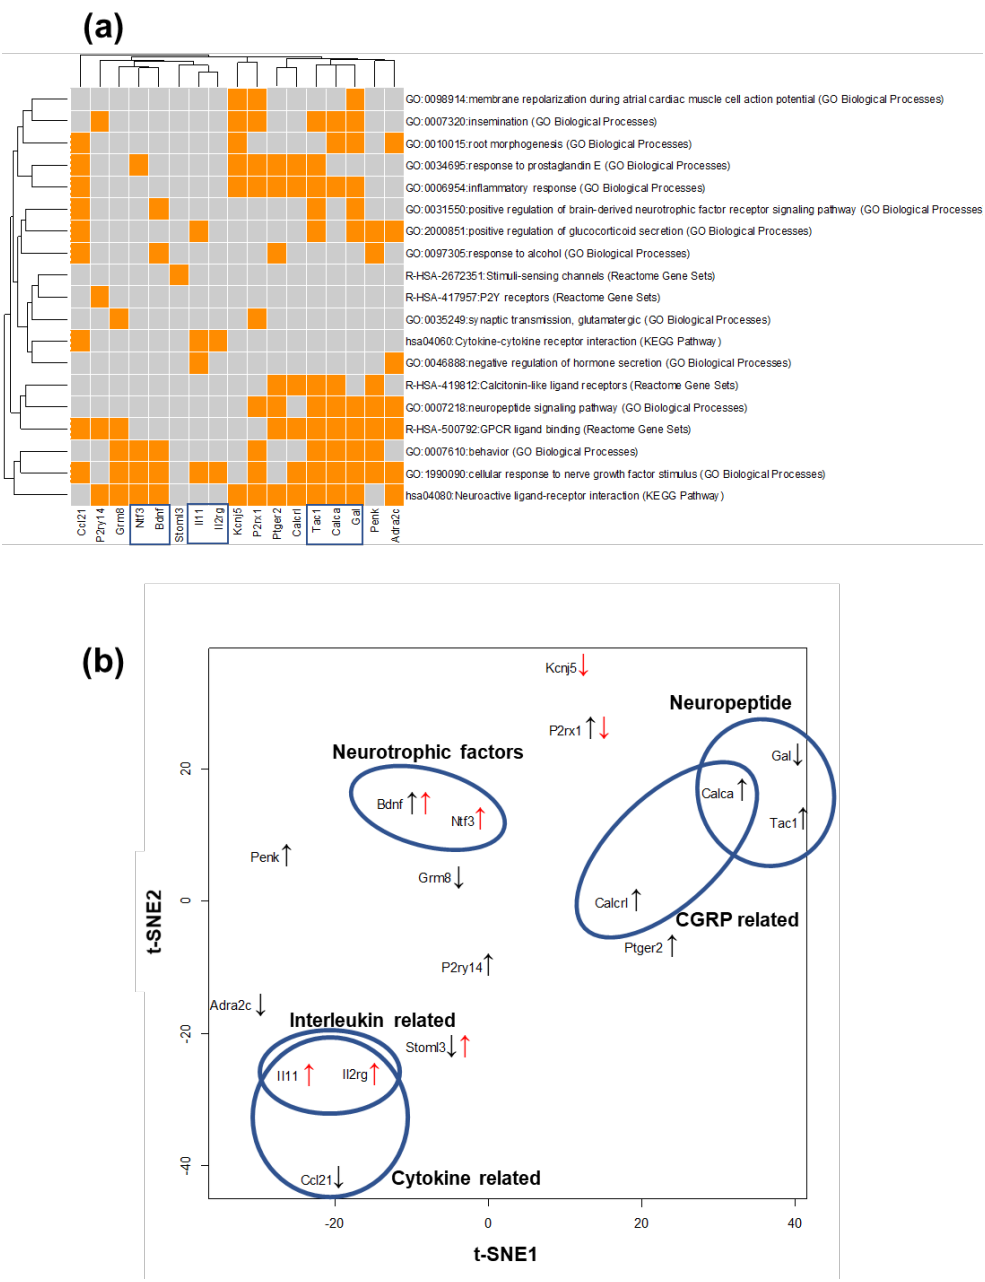 (a)
GO:0098914:membrane repolarization during atrial cardiac muscle cell action potential (GO Biological Processes)
GO:0007320:insemination (GO Biological Processes)
GO:0010015:root morphogenesis (GO Biological Processes)
GO:0034695:response to prostaglandin E (GO Biological Processes)
GO:0006954:inflammatory response (GO Biological Processes)
GO:0031550:positive regulation of brain-derived neurotrophic factor receptor signaling pathway (GO Biological Processes
GO:2000851:positive regulation of glucocorticoid secretion (GO Biological Processes)
GO:0097305:response to alcohol (GO Biological Processes)
R-HSA-2672351:Stimuli-sensing channels (Reactome Gene Sets)
R-HSA-417957:P2Y receptors (Reactome Gene Sets)
GO:0035249:synaptic transmission, glutamatergic (GO Biological Processes)
hsa04060:Cytokine-cytokine receptor interaction (KEGG Pathway)
GO:0046888:negative regulation of hormone secretion (GO Biological Processes)
R-HSA-419812:Calcitonin-like ligand receptors (Reactome Gene Sets)
GO:0007218:neuropeptide signaling pathway (GO Biological Processes)
R-HSA-500792:GPCR ligand binding (Reactome Gene Sets)
GO:0007610:behavior (GO Biological Processes)
GO:1990090:cellular response to nerve growth factor stimulus (GO Biological Processes)
hsa04080:Neuroactive ligand-receptor interaction (KEGG Pathway)
Ccl21
P2ry14
Grm8
Ntf3
Bdnf
Stoml3
Il11
Il2rg
Kcnj5
P2rx1
Ptger2
Calcrl
Tac1
Calca
Gal
Penk
Adra2c
(b)
Kcnj5↓
Neuropeptide
P2rx1↑↓
Neurotrophic factors
Gal↓
20
Calca↑
Bdnf↑↑
Ntf3↑
Tac1↑
Penk↑
Grm8↓
0
Calcrl↑
CGRP related
Ptger2↑
t-SNE2
P2ry14↑
Adra2c↓
Interleukin related
-20
Stoml3↓↑
Il11↑
Il2rg↑
-40
Ccl21↓
Cytokine related
-20 0 20 40
t-SNE1